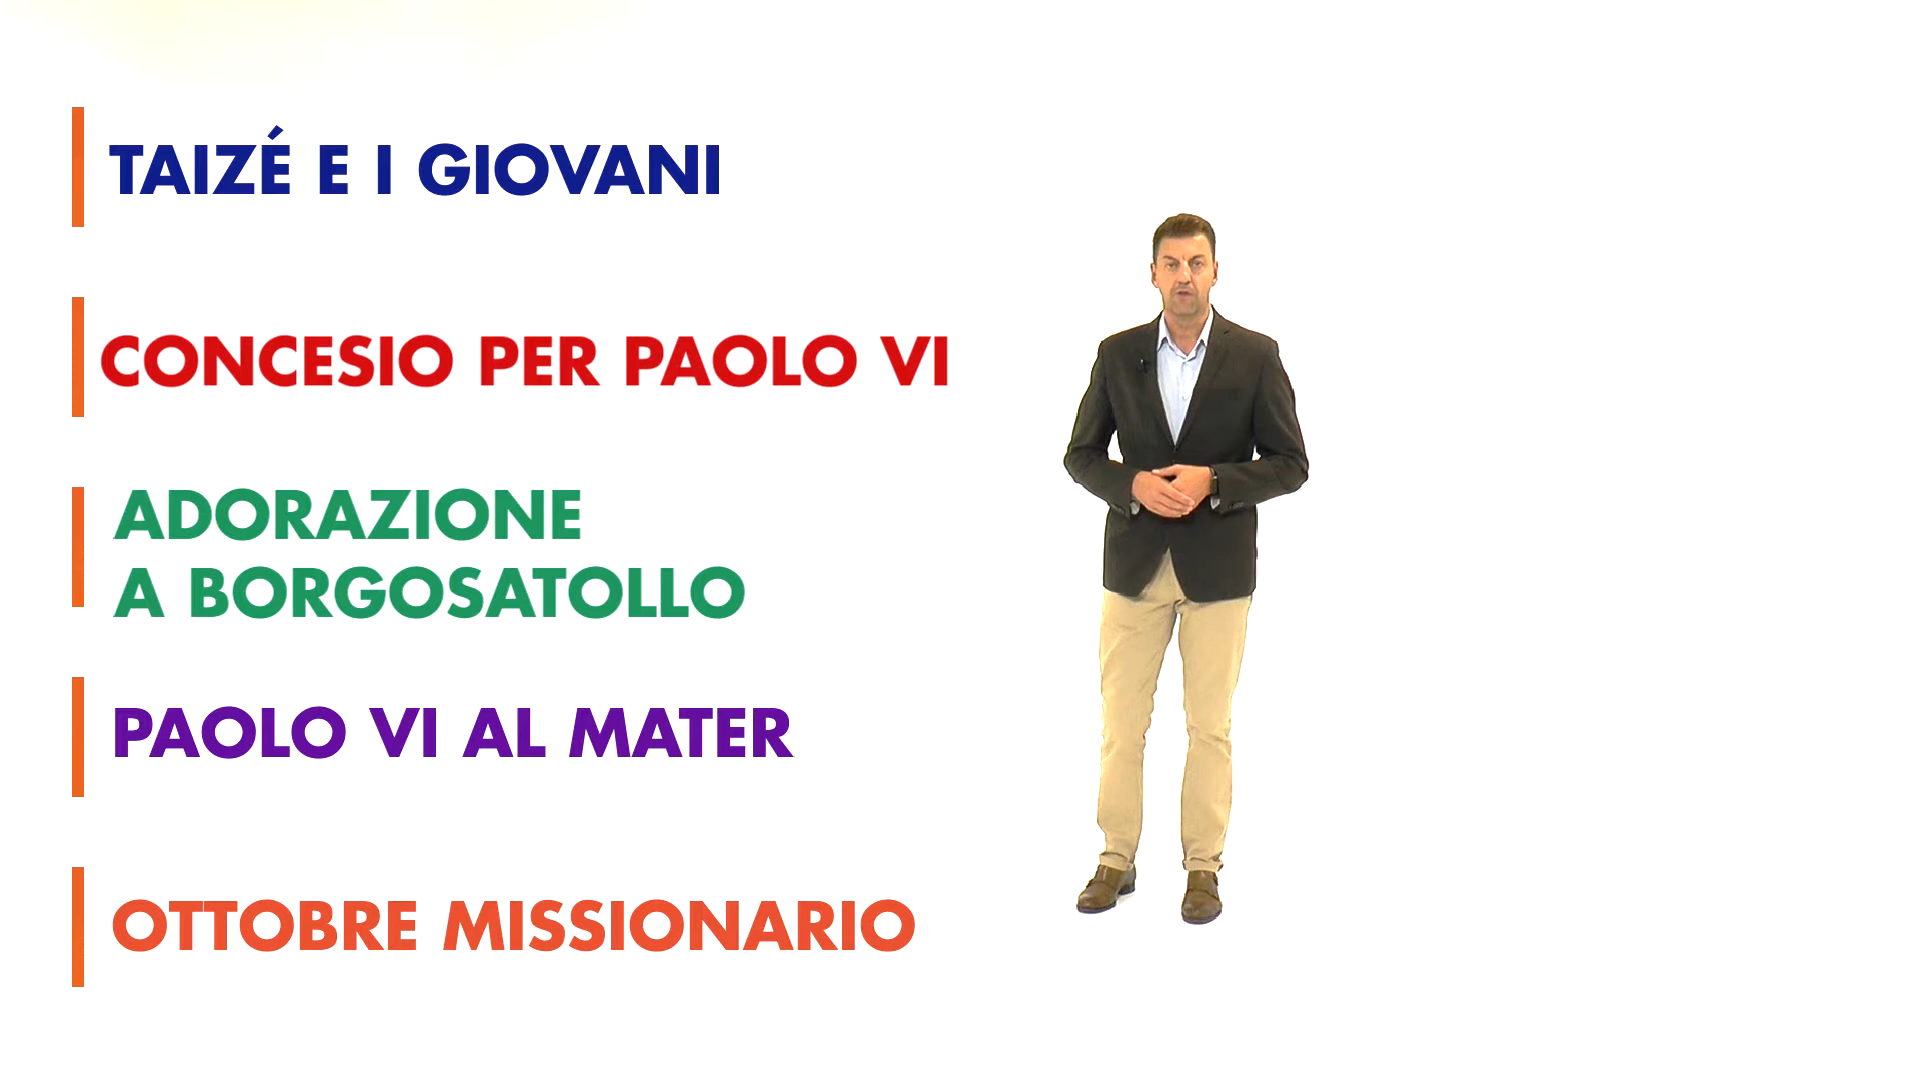 TAIZÉ E I GIOVANI
CONCESIO PER PAOLO VI
ADORAZIONE
A BORGOSATOLLO
PAOLO VI AL MATER
OTTOBRE MISSIONARIO